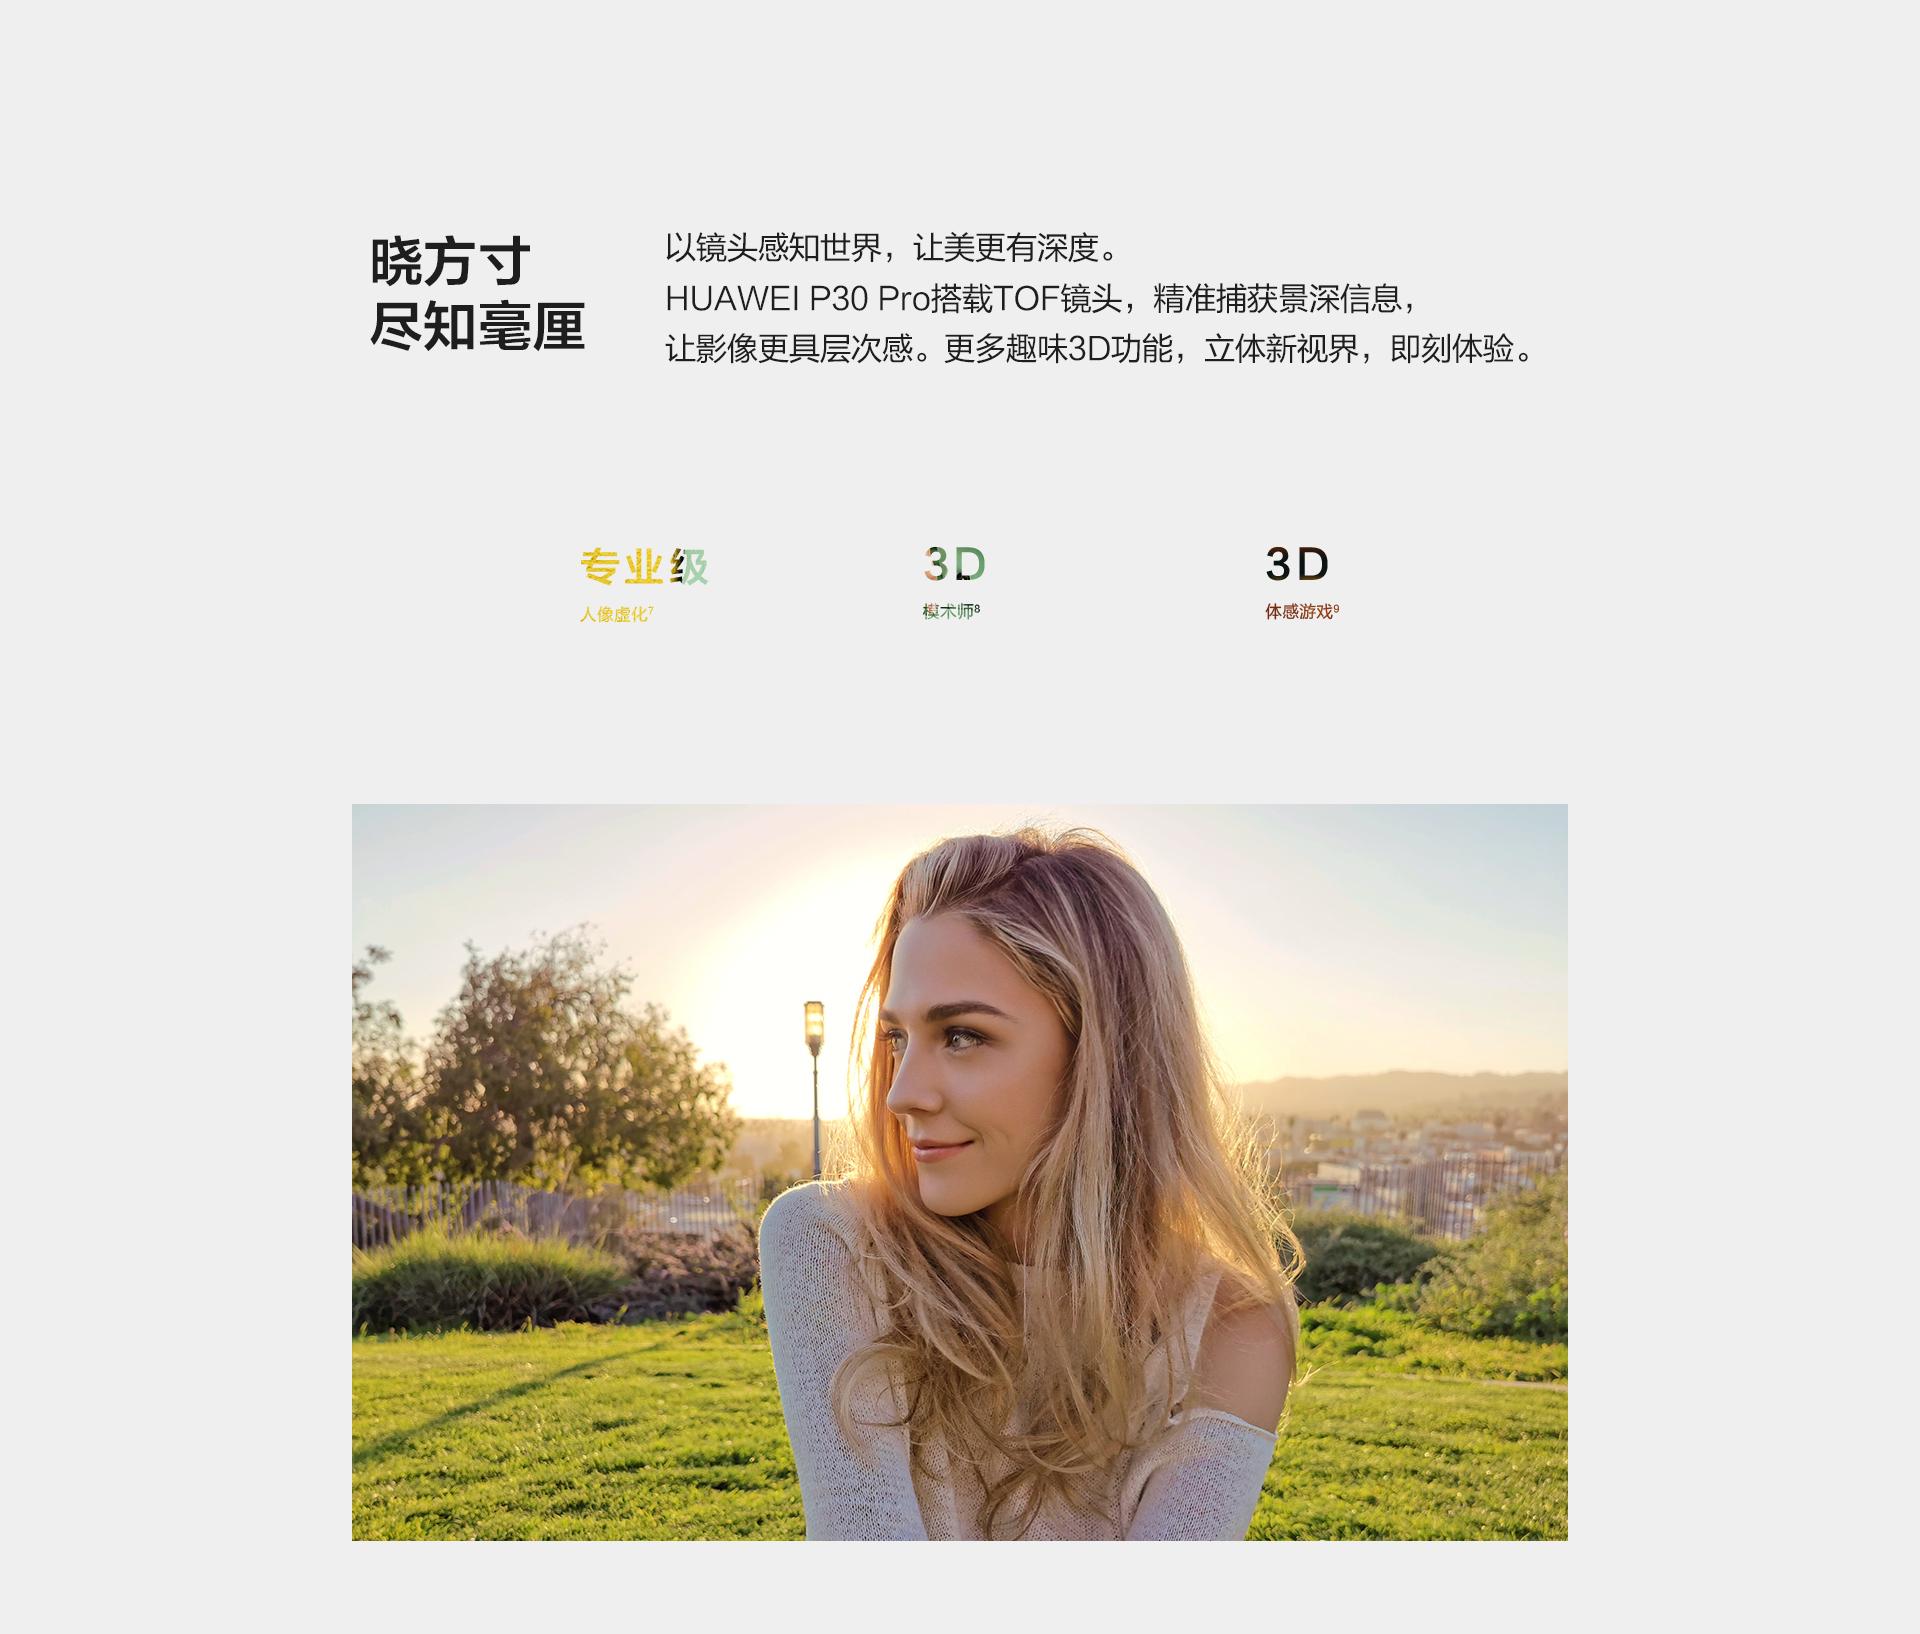 晓方寸
尽知毫厘
以镜头感知世界，让美更有深度。
HUAWEI P30 Pro搭载TOF镜头，精准捕获景深信息，
让影像更具层次感。更多趣味3D功能，立体新视界，即刻体验。
专业级
人像虚化⁷
3D
模术师⁸
3D
体感游戏⁹